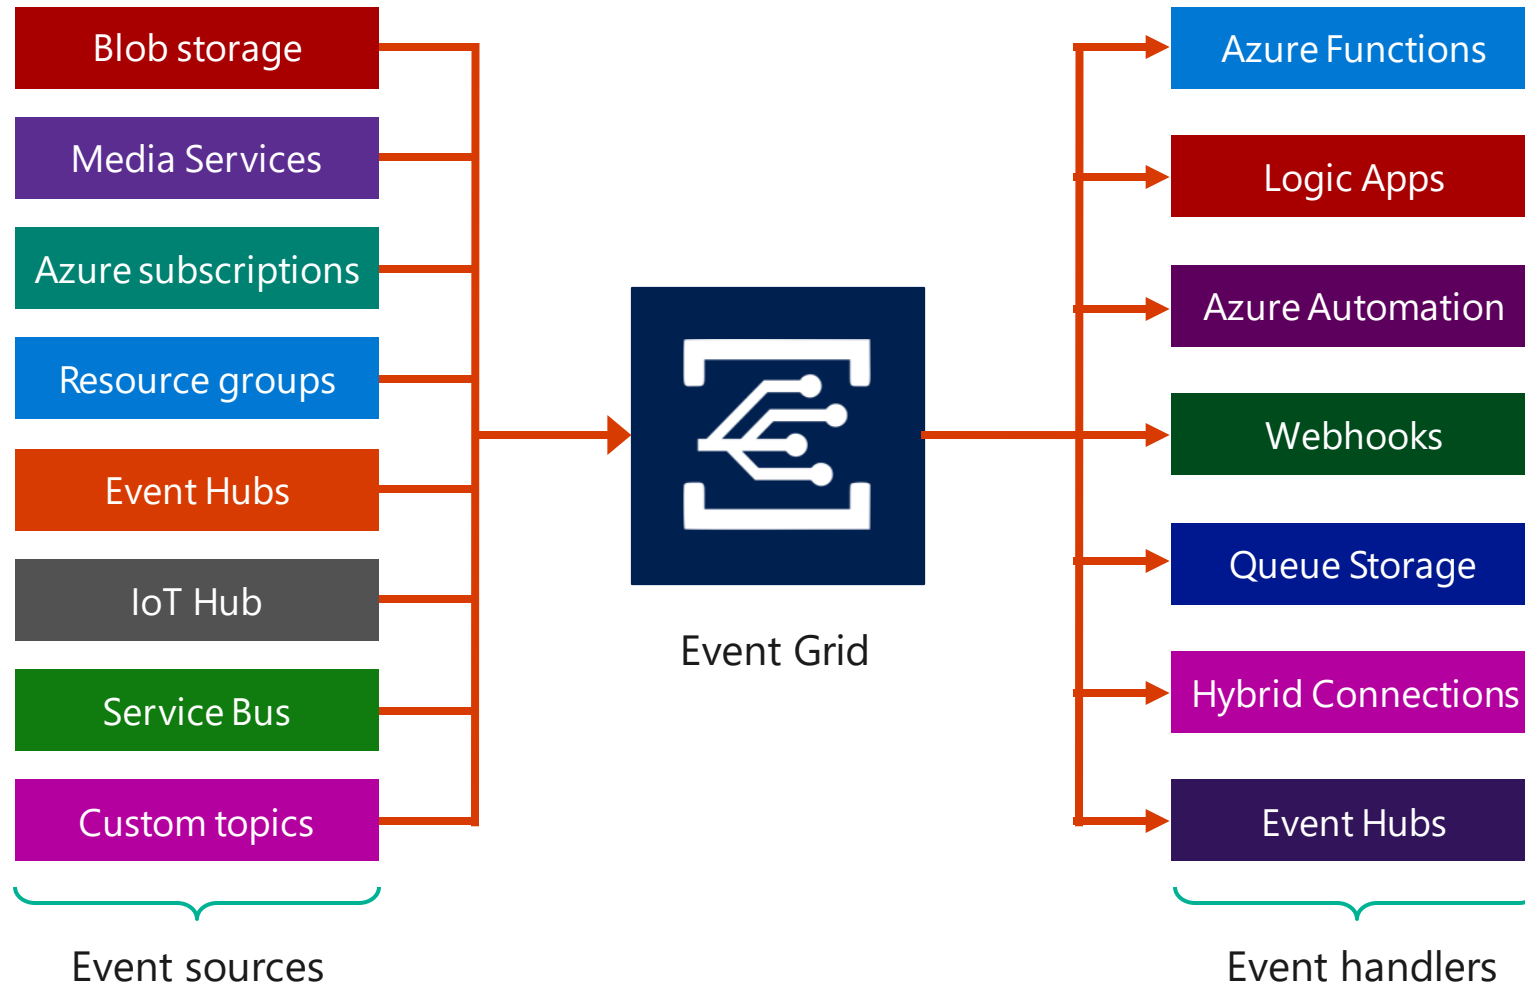 Blob storage
Media Services
Azure subscriptions
Resource groups
Event Hubs
IoT Hub
Service Bus
Custom topics
Event sources
Event Grid
Azure Functions
Logic Apps
Azure Automation
Webhooks
Queue Storage
Hybrid Connections
Event Hubs
Event handlers